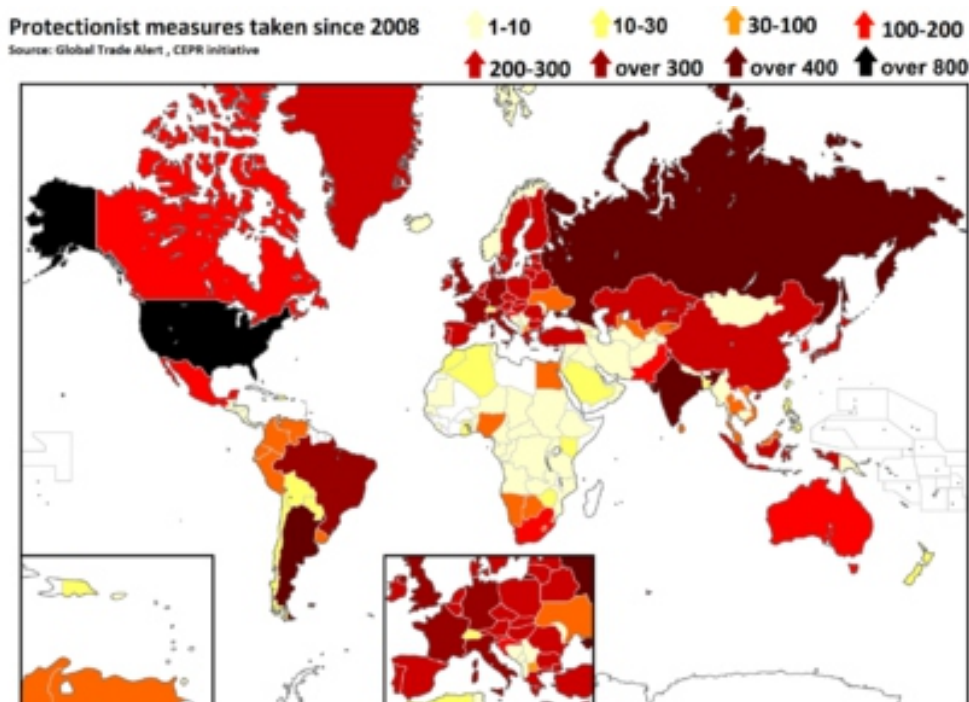 Protectionist measures taken since 2008
Source: Global Trade Alert , CEPR initiative
1-10 10-30 30-100 100-200
200-300 over 300 over 400 over 800